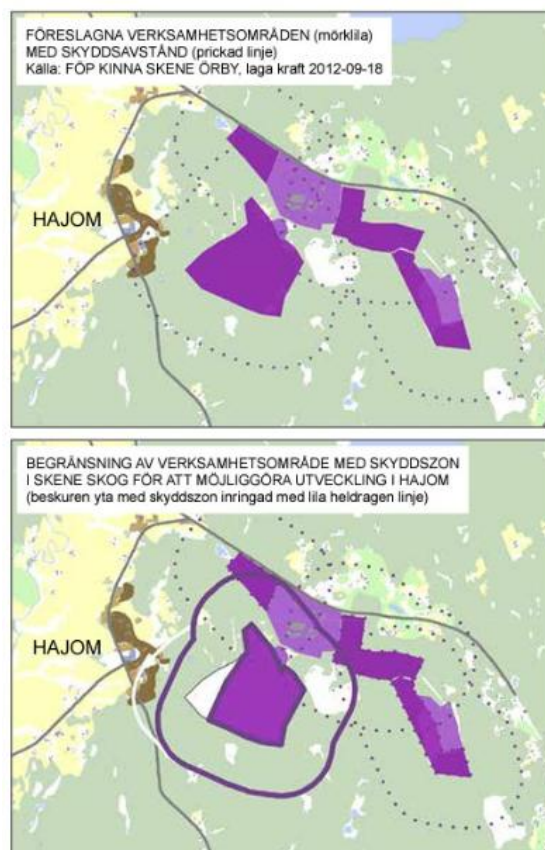 FÖRESLAGNA VERKSAMHETSOMRÅDEN (mörklila)
MED SKYDDSAVSTÅND (prickad linje)
Källa: FÖP KINNA SKENE ÖRBY, laga kraft 2012-09-18
HAJOM
BEGRÄNSNING AV VERKSAMHETSOMRÅDE MED SKYDDSZON
I SKENE SKOG FÖR ATT MÖJLIGGÖRA UTVECKLING I HAJOM
(beskuren yta med skyddszon inringad med lila heldragen linje)
HAJOM